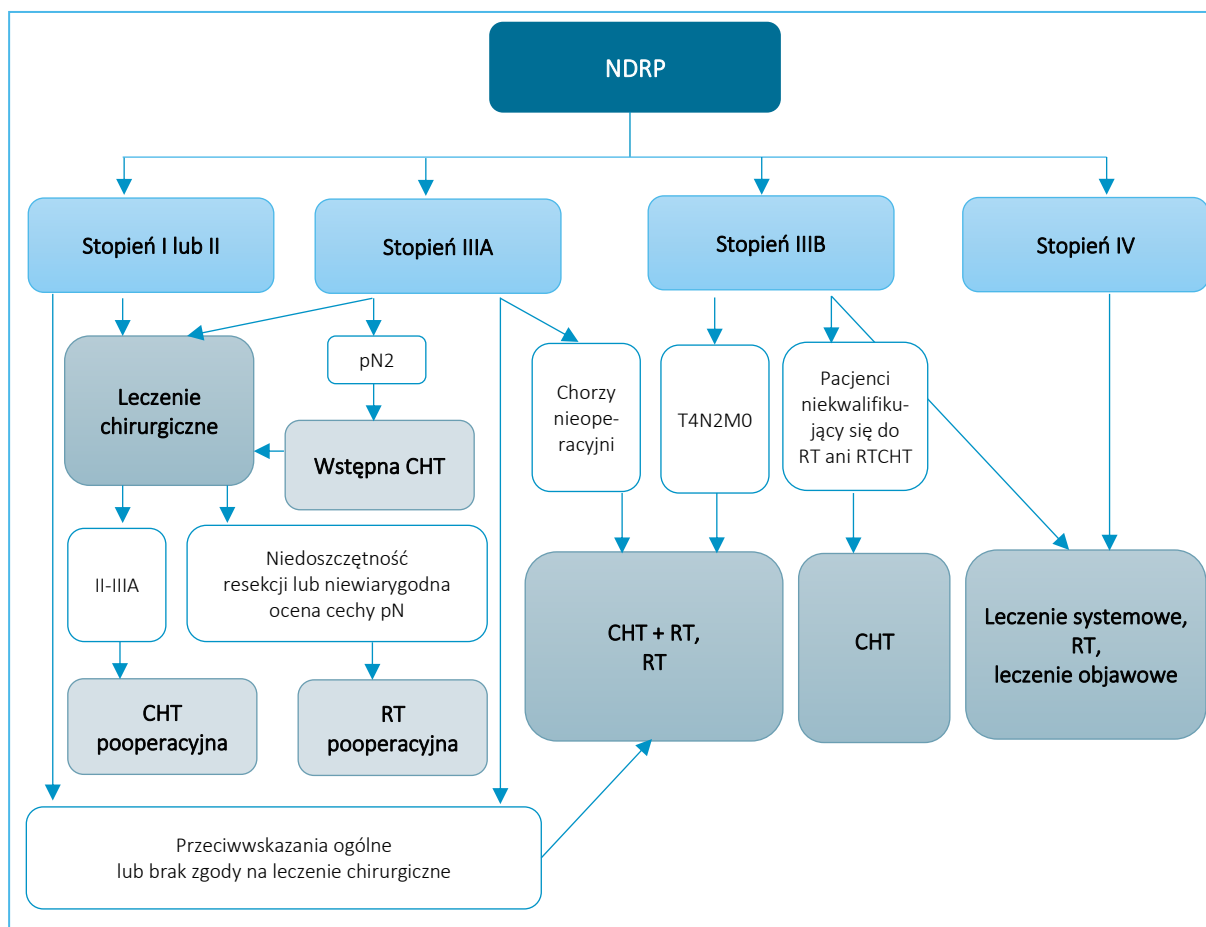 NDRP
Stopień I lub II
Stopień IIIA
Stopień IIIB
Stopień IV
Leczenie
chirurgiczne
pN2
Wstępna CHT
Chorzy
nieope-
racyjni
T4N2M0
Pacjenci
niekwalifiku-
jący się do
RT ani RTCHT
II-IIIA
Niedoszczętność
resekcji lub niewiarygodna
ocena cechy pN
CHT + RT,
RT
CHT
Leczenie systemowe,
RT,
leczenie objawowe
CHT
pooperacyjna
RT
pooperacyjna
Przeciwwskazania ogólne
lub brak zgody na leczenie chirurgiczne